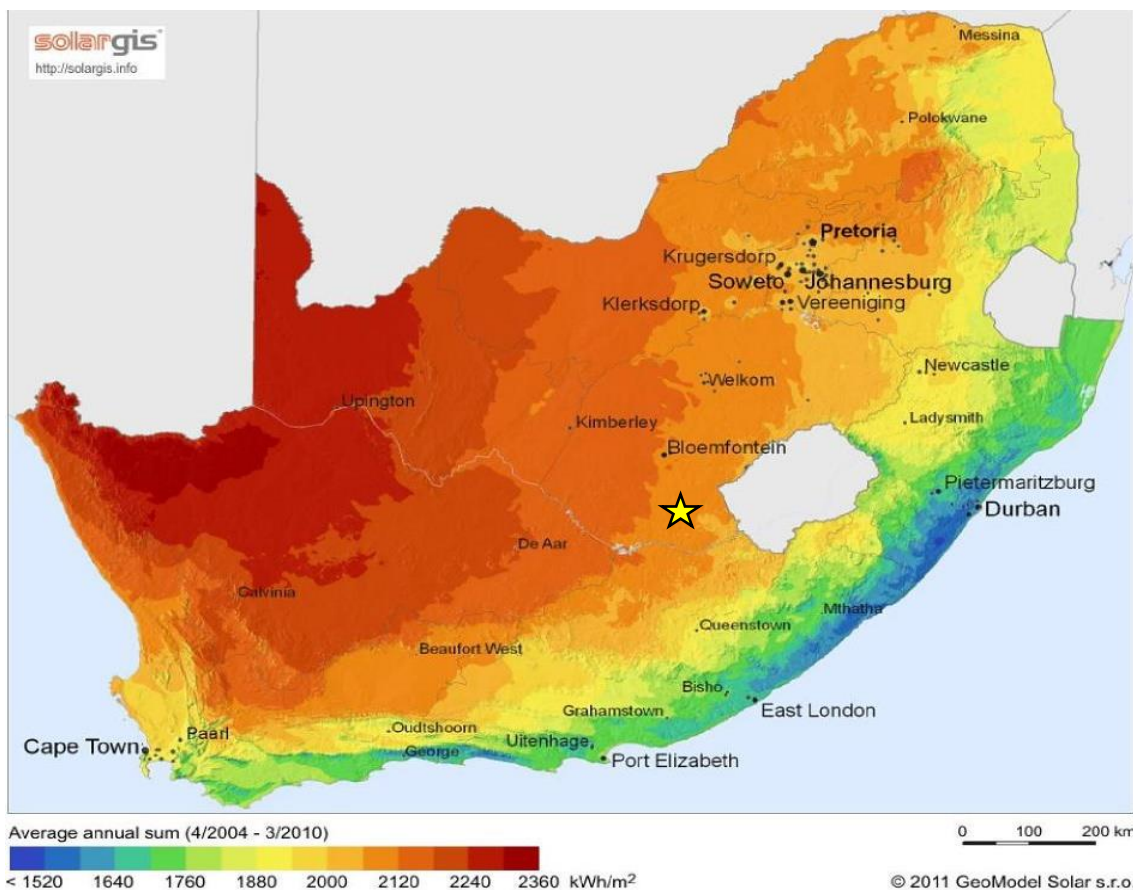 solargis
http://solargis.info
Messina
Polokwane
Pretoria
Krugersdorp
Soweto Johannesburg
Klerksdorp Vereeniging
Newcastle
Welkom
Upington
Kimberley
Ladysmith
Bloemfontein
Pietermaritzburg
Durban
De Aar
Calvinia
Mthatha
Queenstown
Beaufort West
Bisho
Grahamstown
East London
Oudtshoorn
Paarl
Uitenhage
Cape Town
George
Port Elizabeth
Average annual sum (4/2004 - 3/2010)
0 100 200 km
< 1520 1640 1760 1880 2000 2120 2240 2360 kWh/m²
© 2011 GeoModel Solar s.r.o